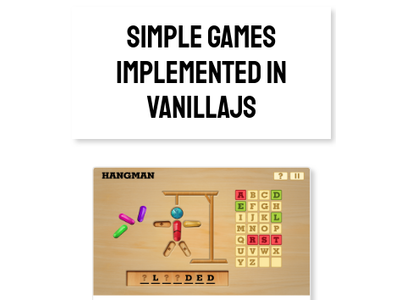 SIMPLE GAMES
IMPLEMENTED IN
VANILLAJS
HANGMAN
? II
A B C D
E F G H
I J K L
M N O P
Q R S T
U V W X
Y Z
? L ? ? D E D